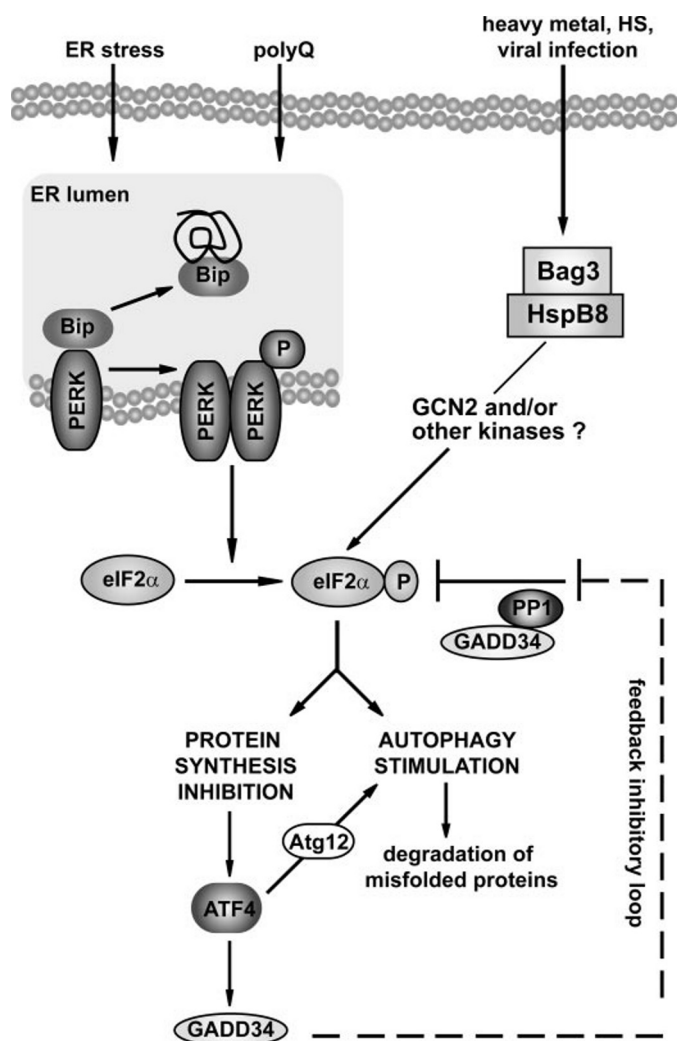 ER stress
polyQ
heavy metal, HS,
viral infection
ER lumen
Bip
Bip
PERK
PERK
PERK
P
Bag3
HspB8
GCN2 and/or
other kinases ?
eIF2α
eIF2α
P
PP1
GADD34
PROTEIN
SYNTHESIS
INHIBITION
AUTOPHAGY
STIMULATION
Atg12
degradation of
misfolded proteins
ATF4
GADD34
feedback inhibitory loop